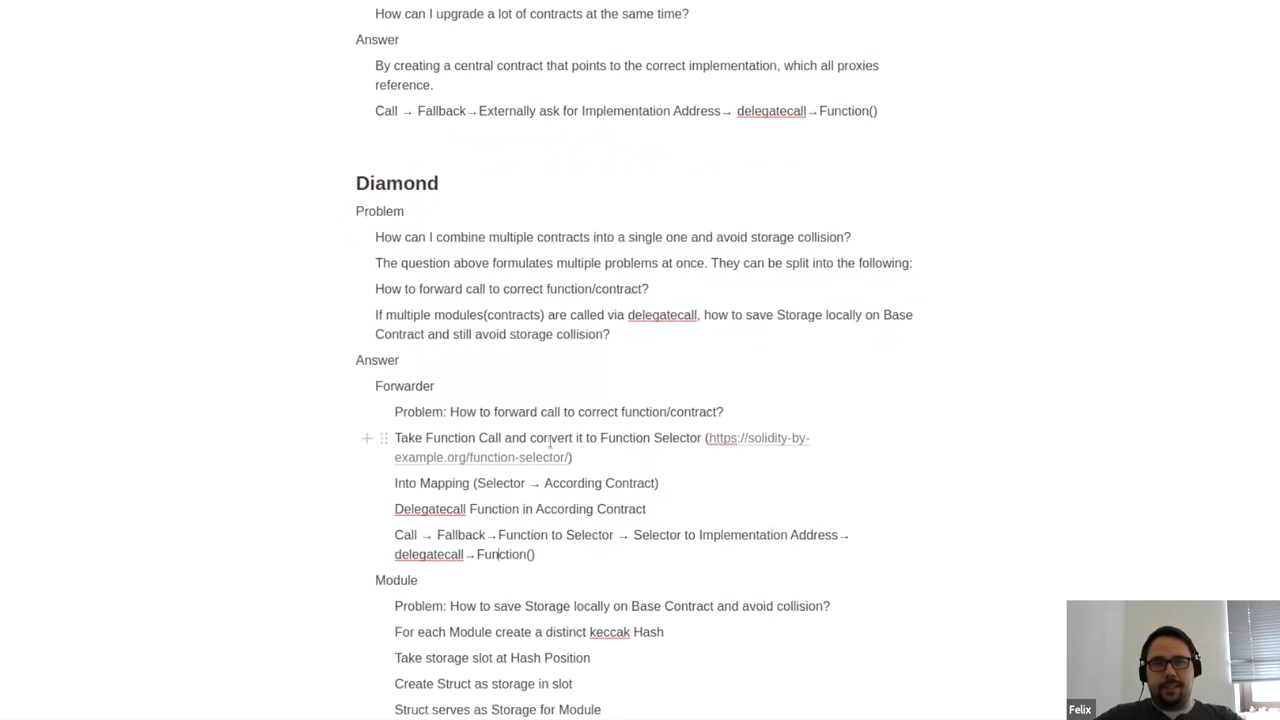 How can I upgrade a lot of contracts at the same time?
Answer
By creating a central contract that points to the correct implementation, which all proxies
reference.
Call → Fallback→Externally ask for Implementation Address→ delegatecall→Function()
Diamond
Problem
How can I combine multiple contracts into a single one and avoid storage collision?
The question above formulates multiple problems at once. They can be split into the following:
How to forward call to correct function/contract?
If multiple modules(contracts) are called via delegatecall, how to save Storage locally on Base
Contract and still avoid storage collision?
Answer
Forwarder
Problem: How to forward call to correct function/contract?
Take Function Call and convert it to Function Selector (https://solidity-by-
example.org/function-selector/)
Into Mapping (Selector → According Contract)
Delegatecall Function in According Contract
Call → Fallback→Function to Selector → Selector to Implementation Address→
delegatecall→Function()
Module
Problem: How to save Storage locally on Base Contract and avoid collision?
For each Module create a distinct keccak Hash
Take storage slot at Hash Position
Create Struct as storage in slot
Struct serves as Storage for Module
Felix